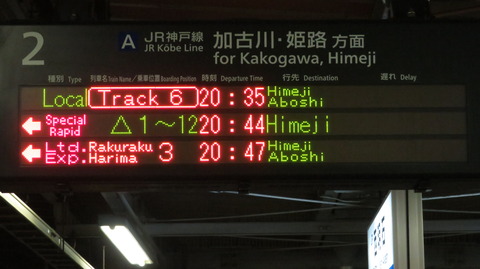 2 A JR神戸線 加古川・姫路 方面
JR Kōbe Line for Kakogawa, Himeji
種別 Type 列車名 Train Name / 乗車位置 Boarding Position 時刻 Departure Time 行先 Destination 遅れ Delay
Local Track 6 20:35 Himeji Aboshi
← Special Rapid △1～12 20:44 Himeji
← Ltd. Exp. Rakuraku Harima 3 20:47 Himeji Aboshi